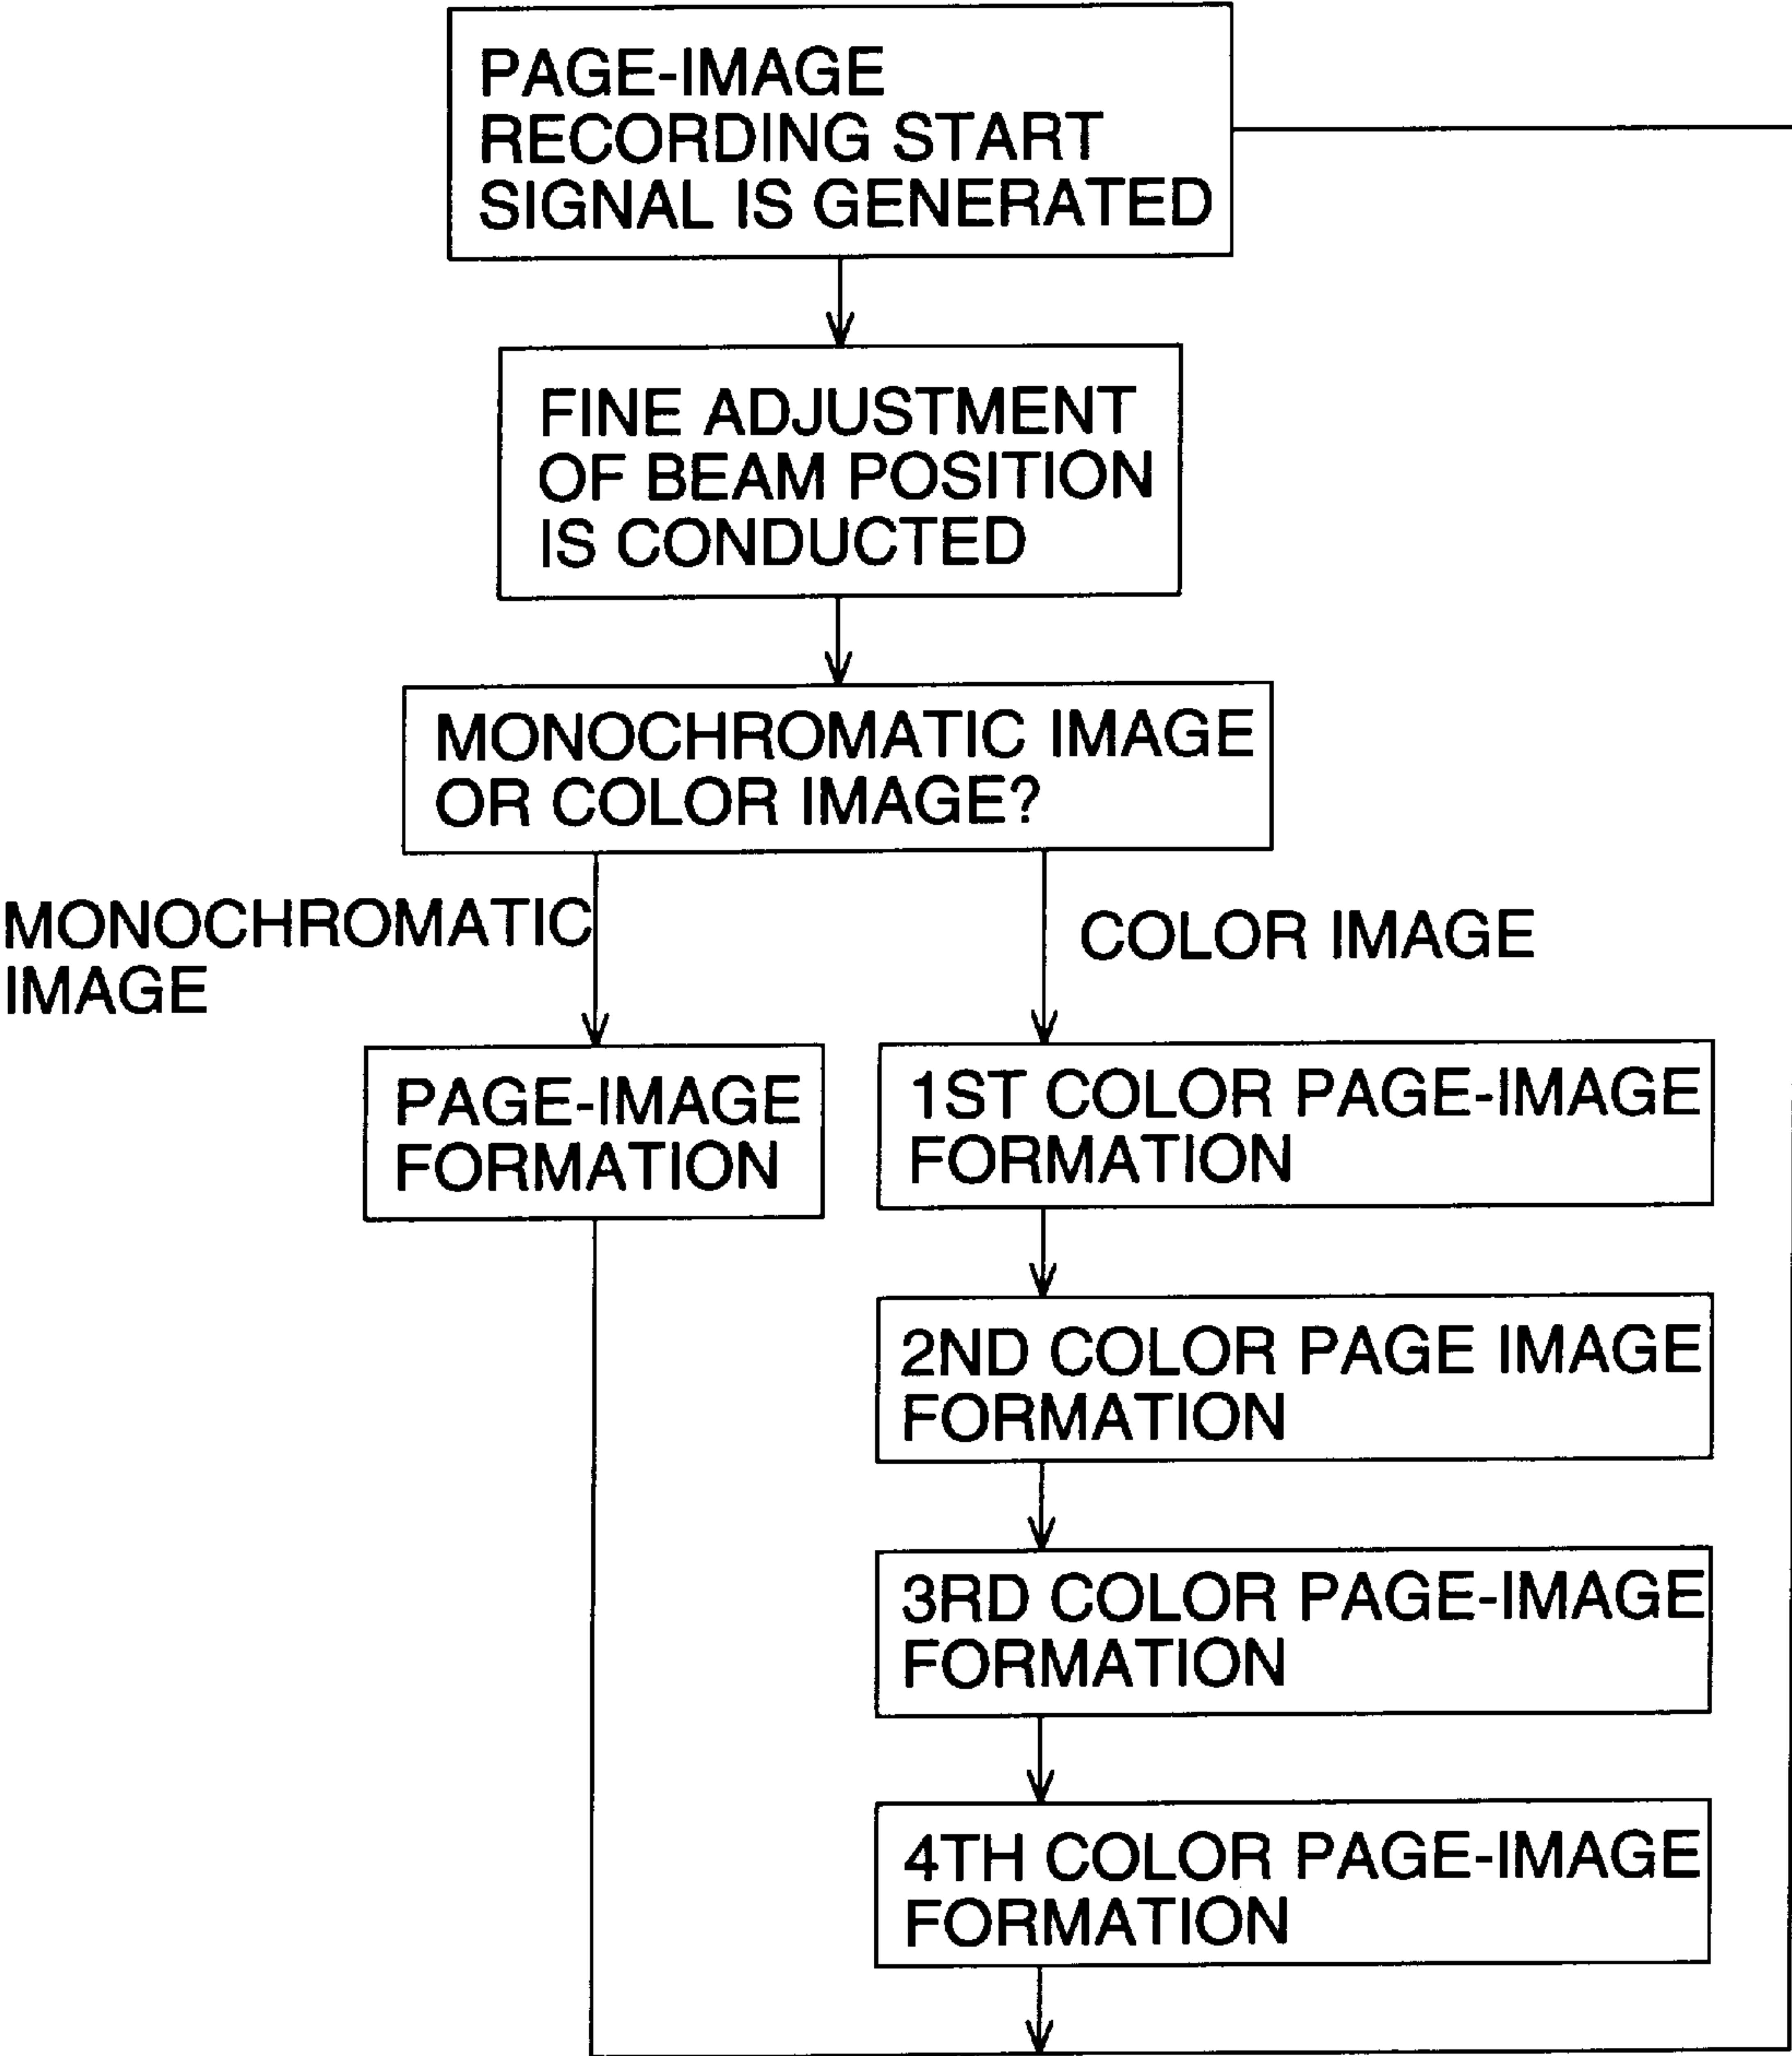 PAGE-IMAGE
RECORDING START
SIGNAL IS GENERATED
FINE ADJUSTMENT
OF BEAM POSITION
IS CONDUCTED
MONOCHROMATIC IMAGE
OR COLOR IMAGE?
MONOCHROMATIC
IMAGE
COLOR IMAGE
PAGE-IMAGE
FORMATION
1ST COLOR PAGE-IMAGE
FORMATION
2ND COLOR PAGE IMAGE
FORMATION
3RD COLOR PAGE-IMAGE
FORMATION
4TH COLOR PAGE-IMAGE
FORMATION